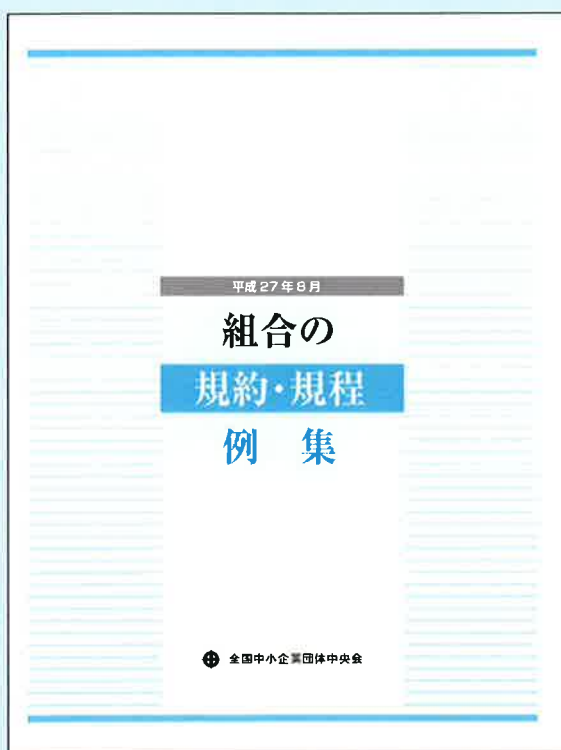 平成27年8月
組合の
規約・規程
例 集
全国中小企業団体中央会